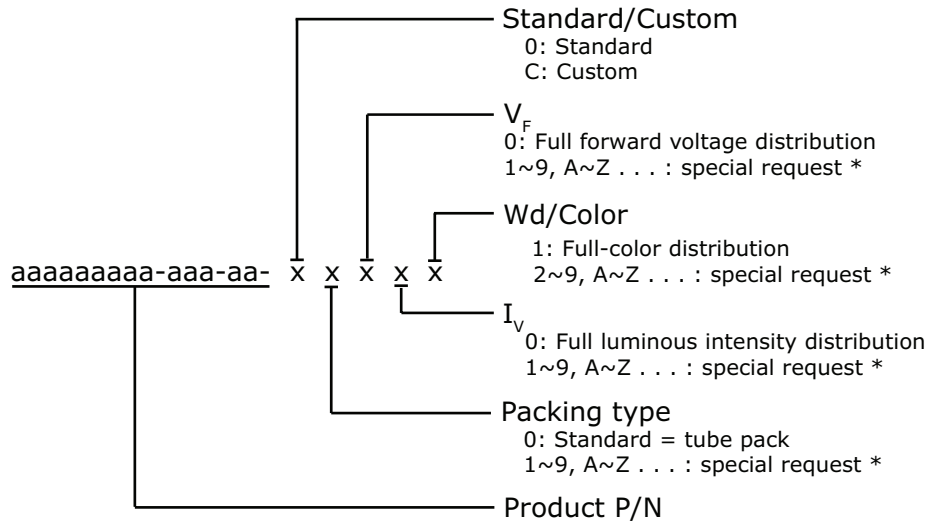 Standard/Custom
0: Standard
C: Custom
VF
0: Full forward voltage distribution
1~9, A~Z . . . : special request *
Wd/Color
1: Full-color distribution
2~9, A~Z . . . : special request *
aaaaaaaaa-aaa-aa- x x x x x
IV
0: Full luminous intensity distribution
1~9, A~Z . . . : special request *
Packing type
0: Standard = tube pack
1~9, A~Z . . . : special request *
Product P/N